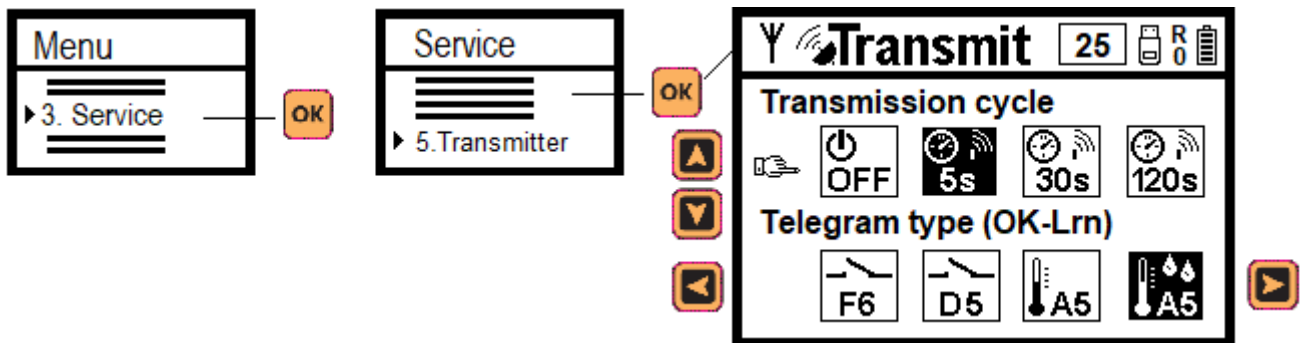 Menu
3. Service
OK
Service
5.Transmitter
OK
Transmit 25 R0
Transmission cycle
OFF 5s 30s 120s
Telegram type (OK-Lrn)
F6 D5 A5 A5